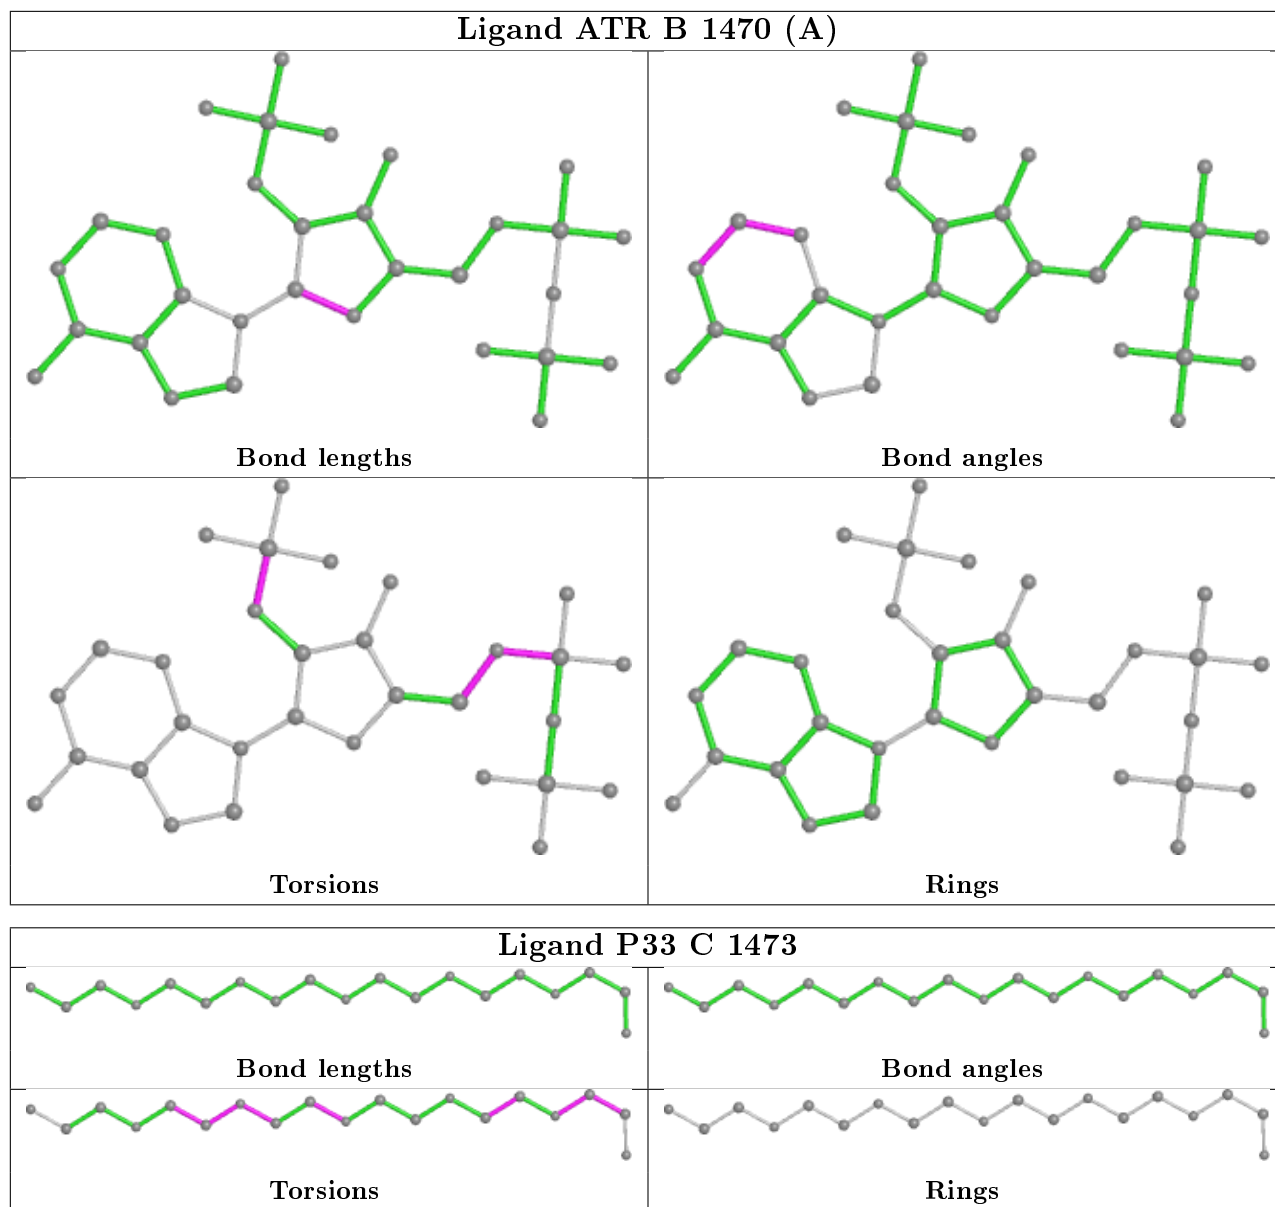 Ligand ATR B 1470 (A)
Bond lengths
Bond angles
Torsions
Rings
Ligand P33 C 1473
Bond lengths
Bond angles
Torsions
Rings